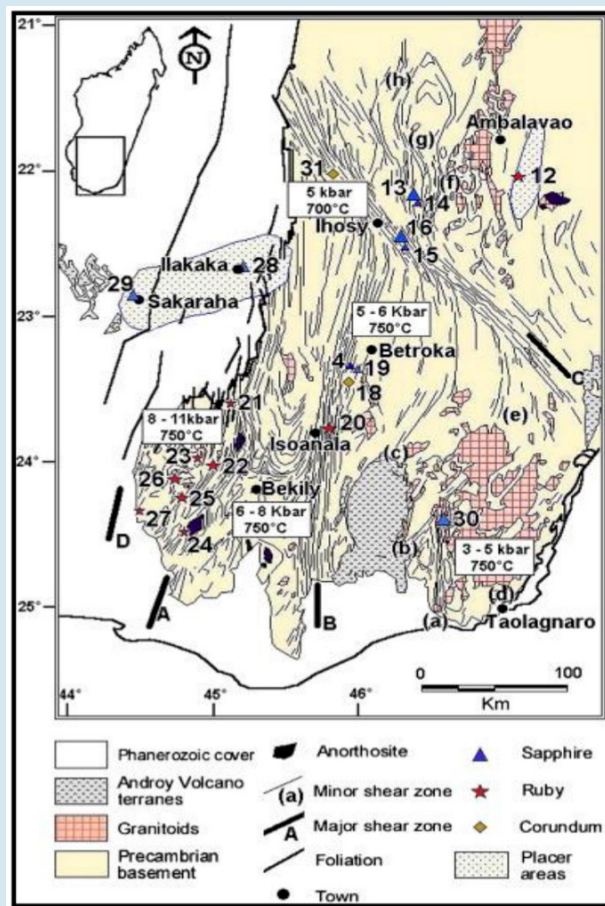 21°
N
(h)
Ambalavao
(g)
22°
31
13
(f)
12
14
5 kbar
700°C
16
Ihosy
15
Ilakaka
28
29
Sakaraha
5 - 6 Kbar
750°C
23°
Betroka
4
19
C
18
21
8 - 11kbar
750°C
20
(e)
Isoanala
23
22
(c)
24°
26
Bekily
25
6 - 8 Kbar
750°C
30
27
24
D
(b)
3 - 5 kbar
750°C
(d)
25°
A
B
(a)
Taolagnaro
0 100
Km
44° 45° 46°
Phanerozoic cover
Anorthosite
Sapphire
Androy Volcano
terranes
(a)
Minor shear zone
Ruby
Granitoids
A
Major shear zone
Corundum
Precambrian
basement
Foliation
Placer
areas
Town